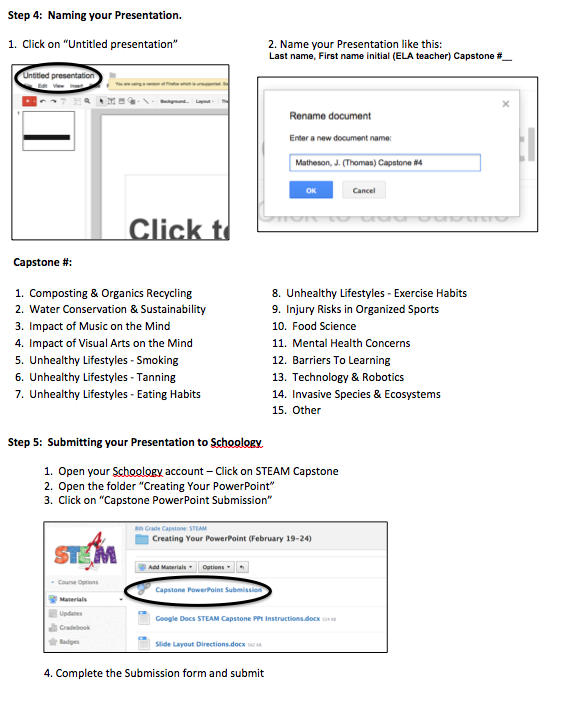 Step 4: Naming your Presentation.
1. Click on "Untitled presentation"
2. Name your Presentation like this:
Last name, First name initial (ELA teacher) Capstone #__
Untitled presentation
Edit View Insert
You are using a version of Firefox which is unsupported.
Background... Layout
Click to
Rename document
Enter a new document name:
Matheson, J. (Thomas) Capstone #4
OK Cancel
Click to add subtitle
Capstone #:
1. Composting & Organics Recycling
2. Water Conservation & Sustainability
3. Impact of Music on the Mind
4. Impact of Visual Arts on the Mind
5. Unhealthy Lifestyles - Smoking
6. Unhealthy Lifestyles - Tanning
7. Unhealthy Lifestyles - Eating Habits
8. Unhealthy Lifestyles - Exercise Habits
9. Injury Risks in Organized Sports
10. Food Science
11. Mental Health Concerns
12. Barriers To Learning
13. Technology & Robotics
14. Invasive Species & Ecosystems
15. Other
Step 5: Submitting your Presentation to Schoology.
1. Open your Schoology account – Click on STEAM Capstone
2. Open the folder "Creating Your PowerPoint"
3. Click on "Capstone PowerPoint Submission"
STEAM
8th Grade Capstone: STEAM
Creating Your PowerPoint (February 19-24)
Add Materials Options
Course Options
Materials
Updates
Gradebook
Badges
Capstone PowerPoint Submission
Google Docs STEAM Capstone PPt Instructions.docx
Slide Layout Directions.docx
4. Complete the Submission form and submit